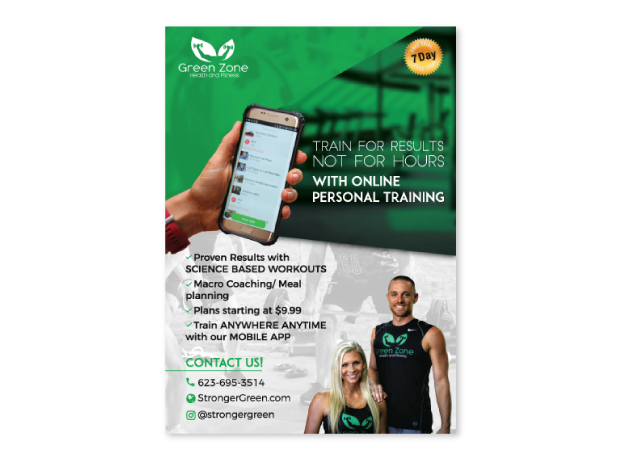 Green Zone
Health and Fitness
7 Day
TRAIN FOR RESULTS
NOT FOR HOURS
WITH ONLINE
PERSONAL TRAINING
Proven Results with
SCIENCE BASED WORKOUTS
Macro Coaching/ Meal
planning
Plans starting at $9.99
Train ANYWHERE ANYTIME
with our MOBILE APP
CONTACT US!
623-695-3514
StrongerGreen.com
@strongergreen
Green Zone